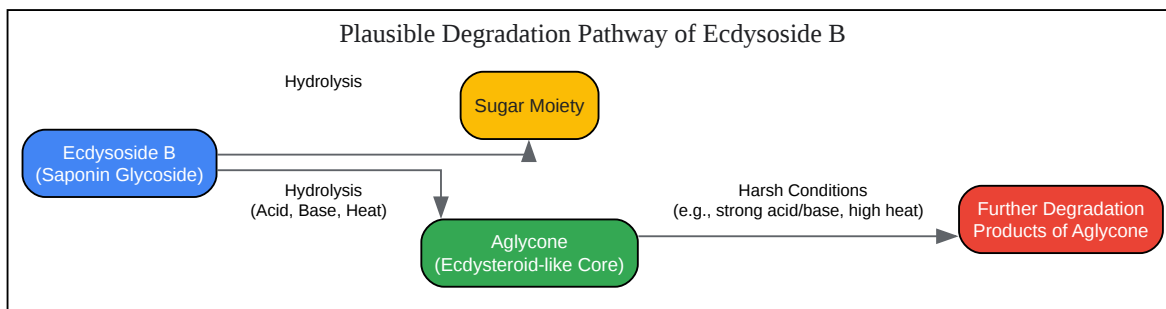 Plausible Degradation Pathway of Ecdysoside B
Hydrolysis
Sugar Moiety
Ecdysoside B
(Saponin Glycoside)
Hydrolysis
(Acid, Base, Heat)
Harsh Conditions
(e.g., strong acid/base, high heat)
Further Degradation
Products of Aglycone
Aglycone
(Ecdysteroid-like Core)